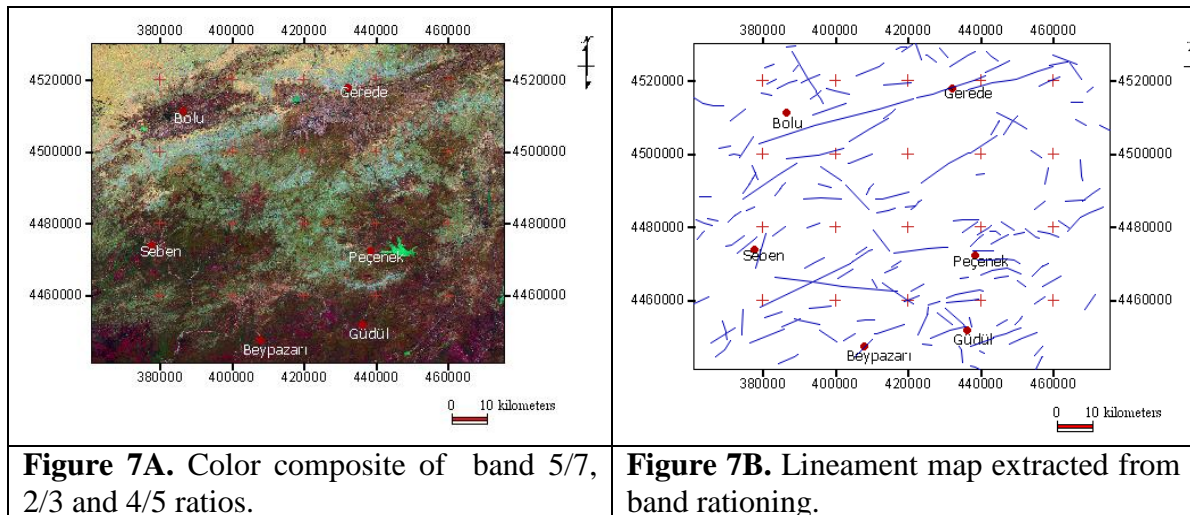 380000 400000 420000 440000 460000
N
4520000 4520000
Gerede
Bolu
4500000 4500000
4480000 4480000
Seben
Peçenek
4460000 4460000
Güdül
Beypazarı
380000 400000 420000 440000 460000
0 10 kilometers
Figure 7A. Color composite of band 5/7,
2/3 and 4/5 ratios.
380000 400000 420000 440000 460000
4520000 4520000
Gerede
Bolu
4500000 4500000
4480000 4480000
Seben
Peçenek
4460000 4460000
Güdül
Beypazarı
380000 400000 420000 440000 460000
0 10 kilometers
Figure 7B. Lineament map extracted from
band rationing.